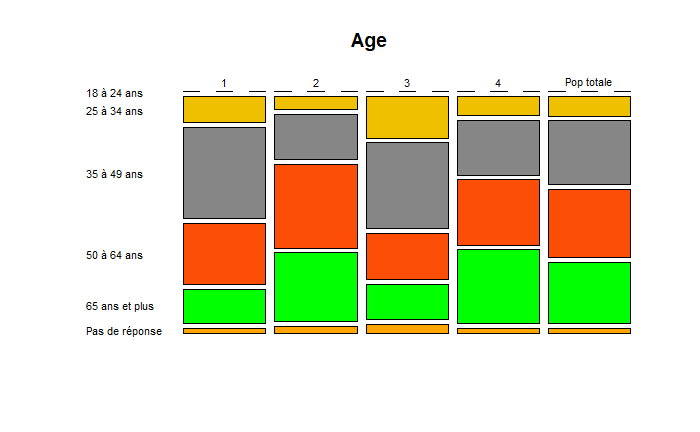 Age
1
2
3
4
Pop totale
18 à 24 ans
25 à 34 ans
35 à 49 ans
50 à 64 ans
65 ans et plus
Pas de réponse